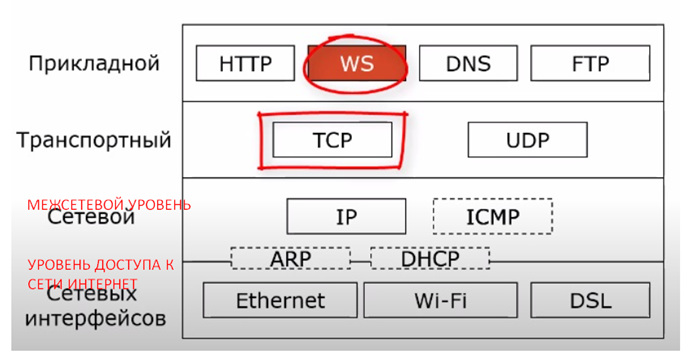 Прикладной
HTTP WS DNS FTP
Транспортный
TCP UDP
МЕЖСЕТЕВОЙ УРОВЕНЬ
Сетевой
IP ICMP
ARP DHCP
УРОВЕНЬ ДОСТУПА К
СЕТИ ИНТЕРНЕТ
Сетевых
интерфейсов
Ethernet Wi-Fi DSL